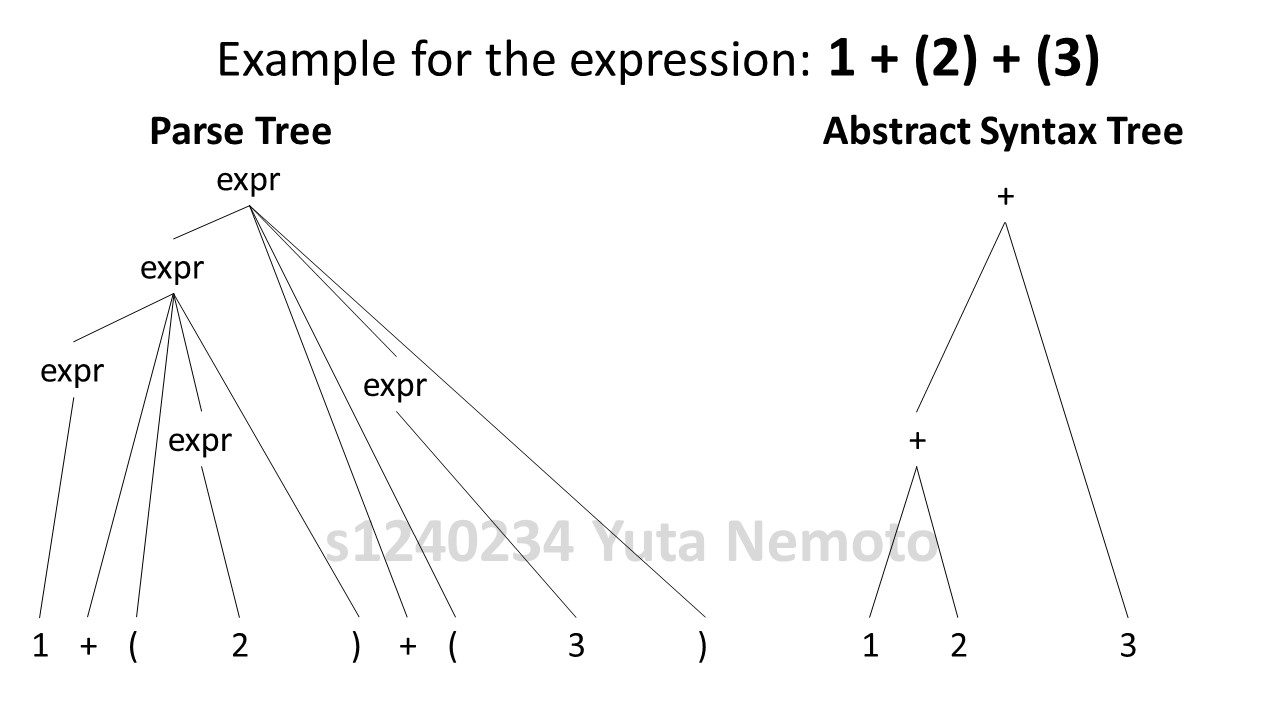 Example for the expression: 1 + (2) + (3)
Parse Tree
Abstract Syntax Tree
expr
+
expr
expr
expr
expr
+
s1240234 Yuta Nemoto
1 + ( 2 ) + ( 3 )
1 2 3